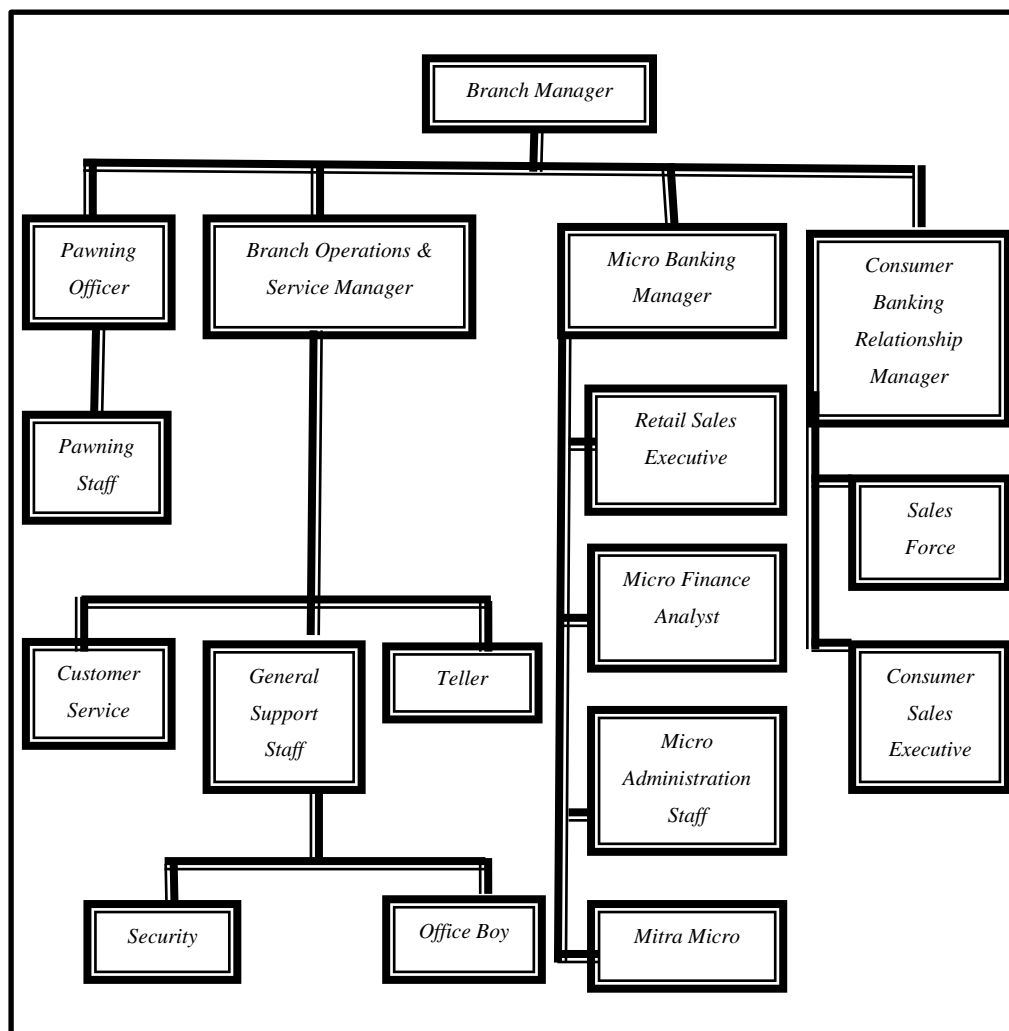 Branch Manager
Pawning
Officer
Branch Operations &
Service Manager
Micro Banking
Manager
Consumer
Banking
Relationship
Manager
Pawning
Staff
Retail Sales
Executive
Sales
Force
Micro Finance
Analyst
Customer
Service
General
Support
Staff
Teller
Consumer
Sales
Executive
Micro
Administration
Staff
Security
Office Boy
Mitra Micro